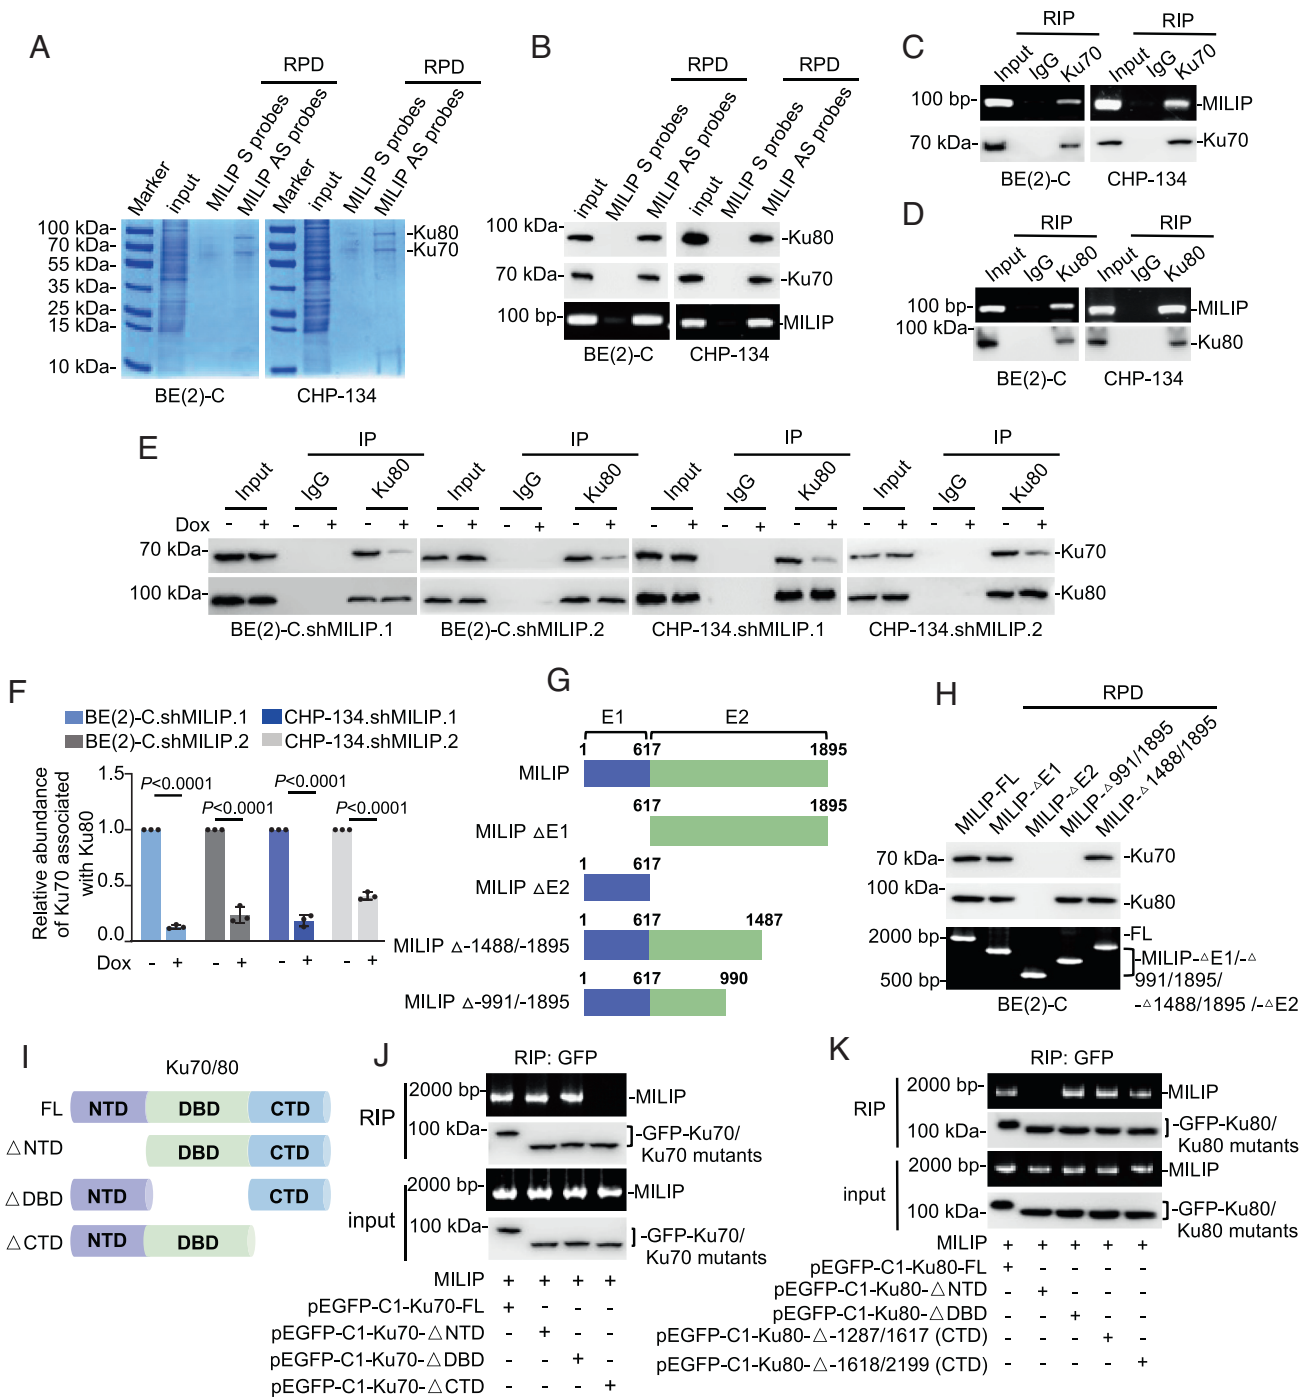 A
RPD
RPD
Marker
input
MILIP S probes
MILIP AS probes
Marker
input
MILIP S probes
MILIP AS probes
100 kDa-
70 kDa-
55 kDa-
35 kDa-
25 kDa-
15 kDa-
10 kDa-
-Ku80
-Ku70
BE(2)-C
CHP-134
B
RPD
RPD
input
MILIP S probes
MILIP AS probes
input
MILIP S probes
MILIP AS probes
100 kDa-
-Ku80
70 kDa-
-Ku70
100 bp-
-MILIP
BE(2)-C
CHP-134
C
RIP
RIP
Input
IgG
Ku70
Input
IgG
Ku70
100 bp-
-MILIP
70 kDa-
-Ku70
BE(2)-C
CHP-134
D
RIP
RIP
Input
IgG
Ku80
Input
IgG
Ku80
100 bp-
-MILIP
100 kDa-
-Ku80
BE(2)-C
CHP-134
E
IP
IP
IP
IP
Input
IgG
Ku80
Input
IgG
Ku80
Input
IgG
Ku80
Input
IgG
Ku80
Dox - + - + - + - + - + - + - + - + - + - + - + - +
70 kDa-
-Ku70
100 kDa-
-Ku80
BE(2)-C.shMILIP.1
BE(2)-C.shMILIP.2
CHP-134.shMILIP.1
CHP-134.shMILIP.2
F
BE(2)-C.shMILIP.1
CHP-134.shMILIP.1
BE(2)-C.shMILIP.2
CHP-134.shMILIP.2
Relative abundance
of Ku70 associated
with Ku80
1.5
1.0
0.5
0.0
P<0.0001
P<0.0001
P<0.0001
P<0.0001
Dox - + - + - + - +
G
E1
E2
1
617
1895
MILIP
617
1895
MILIP △E1
1
617
MILIP △E2
1
617
1487
MILIP △-1488/-1895
1
617
990
MILIP △-991/-1895
H
RPD
MILIP-FL
MILIP-△E1
MILIP-△E2
MILIP-△991/1895
MILIP-△1488/1895
70 kDa-
-Ku70
100 kDa-
-Ku80
2000 bp-
-FL
500 bp-
-MILIP-△E1/-△
991/1895/
-△1488/1895 /-△E2
BE(2)-C
I
Ku70/80
FL
NTD
DBD
CTD
△NTD
DBD
CTD
△DBD
NTD
CTD
△CTD
NTD
DBD
J
RIP: GFP
RIP
2000 bp-
-MILIP
100 kDa-
-GFP-Ku70/
Ku70 mutants
input
2000 bp-
-MILIP
100 kDa-
-GFP-Ku70/
Ku70 mutants
MILIP + + + +
pEGFP-C1-Ku70-FL + - - -
pEGFP-C1-Ku70-△NTD - + - -
pEGFP-C1-Ku70-△DBD - - + -
pEGFP-C1-Ku70-△CTD - - - +
K
RIP: GFP
RIP
2000 bp-
-MILIP
100 kDa-
-GFP-Ku80/
Ku80 mutants
input
2000 bp-
-MILIP
100 kDa-
-GFP-Ku80/
Ku80 mutants
MILIP + + + + +
pEGFP-C1-Ku80-FL + - - - -
pEGFP-C1-Ku80-△NTD - + - - -
pEGFP-C1-Ku80-△DBD - - + - -
pEGFP-C1-Ku80-△-1287/1617 (CTD) - - - + -
pEGFP-C1-Ku80-△-1618/2199 (CTD) - - - - +